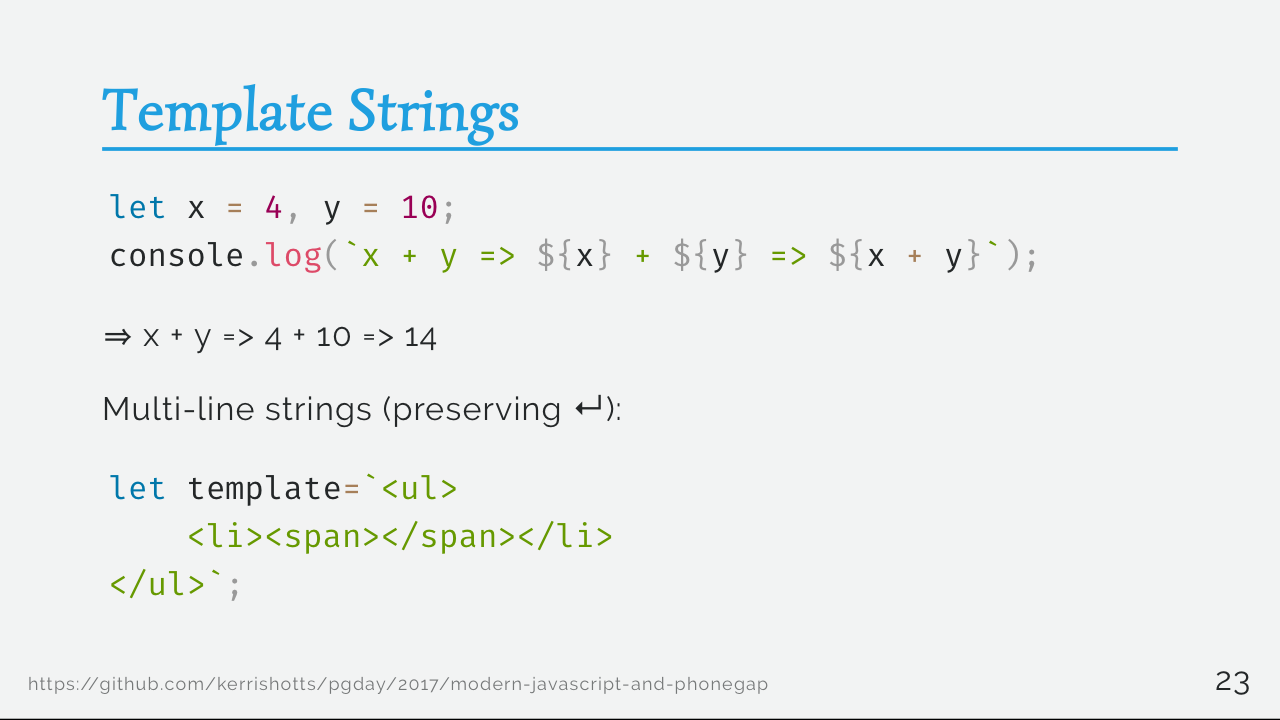 Template Strings
let x = 4, y = 10;
console.log(`x + y => ${x} + ${y} => ${x + y}`);
⇒ x + y => 4 + 10 => 14
Multi-line strings (preserving ↵):
let template=`<ul>
    <li><span></span></li>
</ul>`;
https://github.com/kerrishotts/pgday/2017/modern-javascript-and-phonegap
23